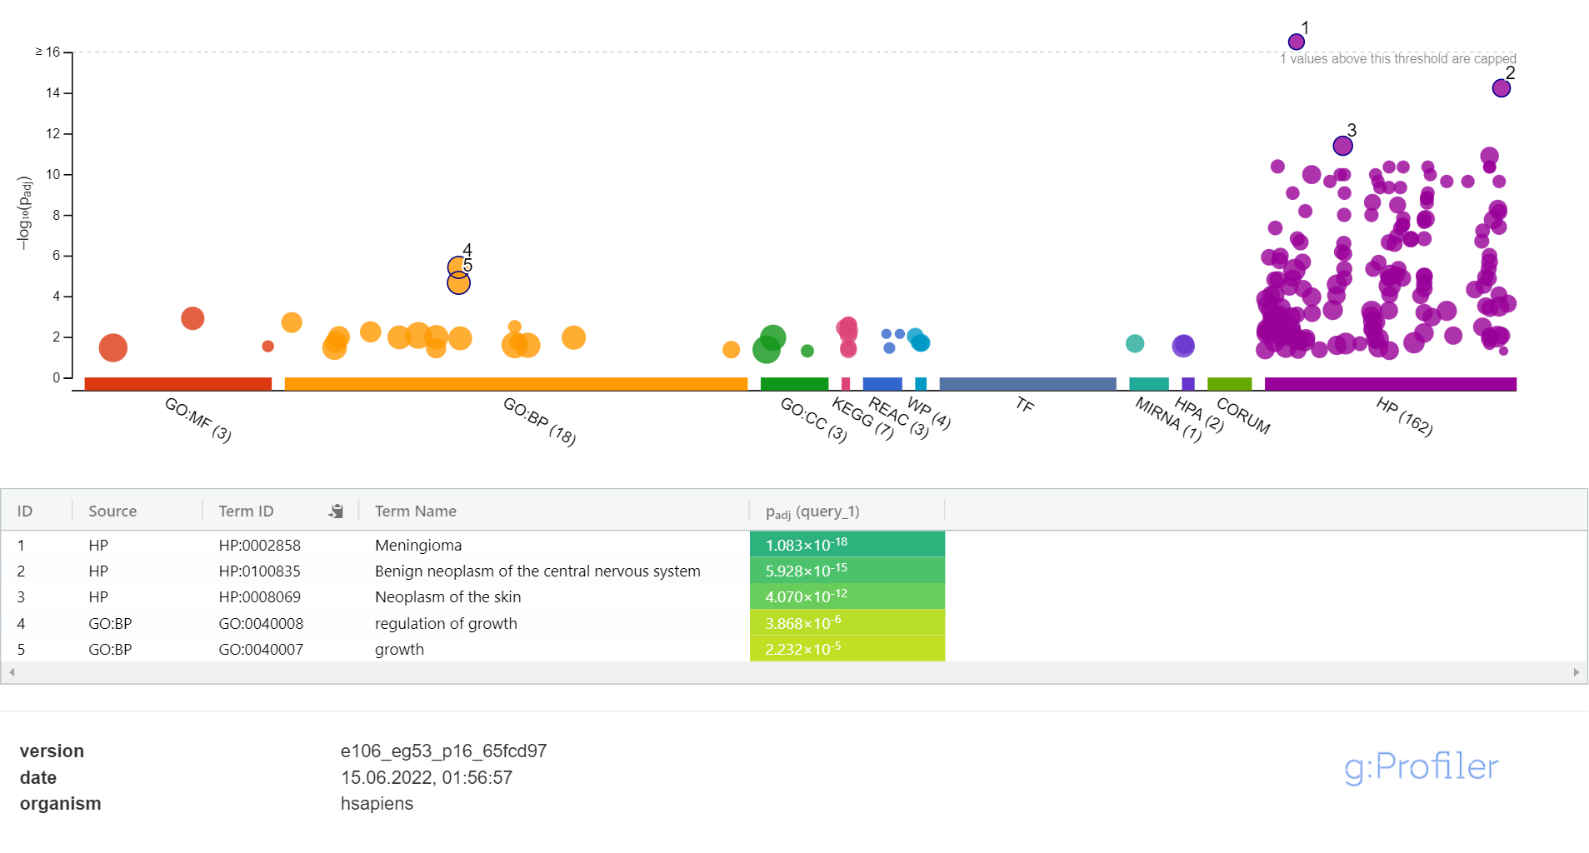 1
≥ 16
1 values above this threshold are capped
2
14
12
3
10
8
6
4
5
4
2
0
–log₁₀(p_adj)
GO:MF (3)
GO:BP (18)
GO:CC (3)
KEGG (7)
REAC (3)
WP (4)
TF
MIRNA (1)
HPA (2)
CORUM
HP (162)
ID Source Term ID Term Name p_adj (query_1)
1 HP HP:0002858 Meningioma 1.083×10⁻¹⁸
2 HP HP:0100835 Benign neoplasm of the central nervous system 5.928×10⁻¹⁵
3 HP HP:0008069 Neoplasm of the skin 4.070×10⁻¹²
4 GO:BP GO:0040008 regulation of growth 3.868×10⁻⁶
5 GO:BP GO:0040007 growth 2.232×10⁻⁵
version e106_eg53_p16_65fcd97
date 15.06.2022, 01:56:57
organism hsapiens
g:Profiler